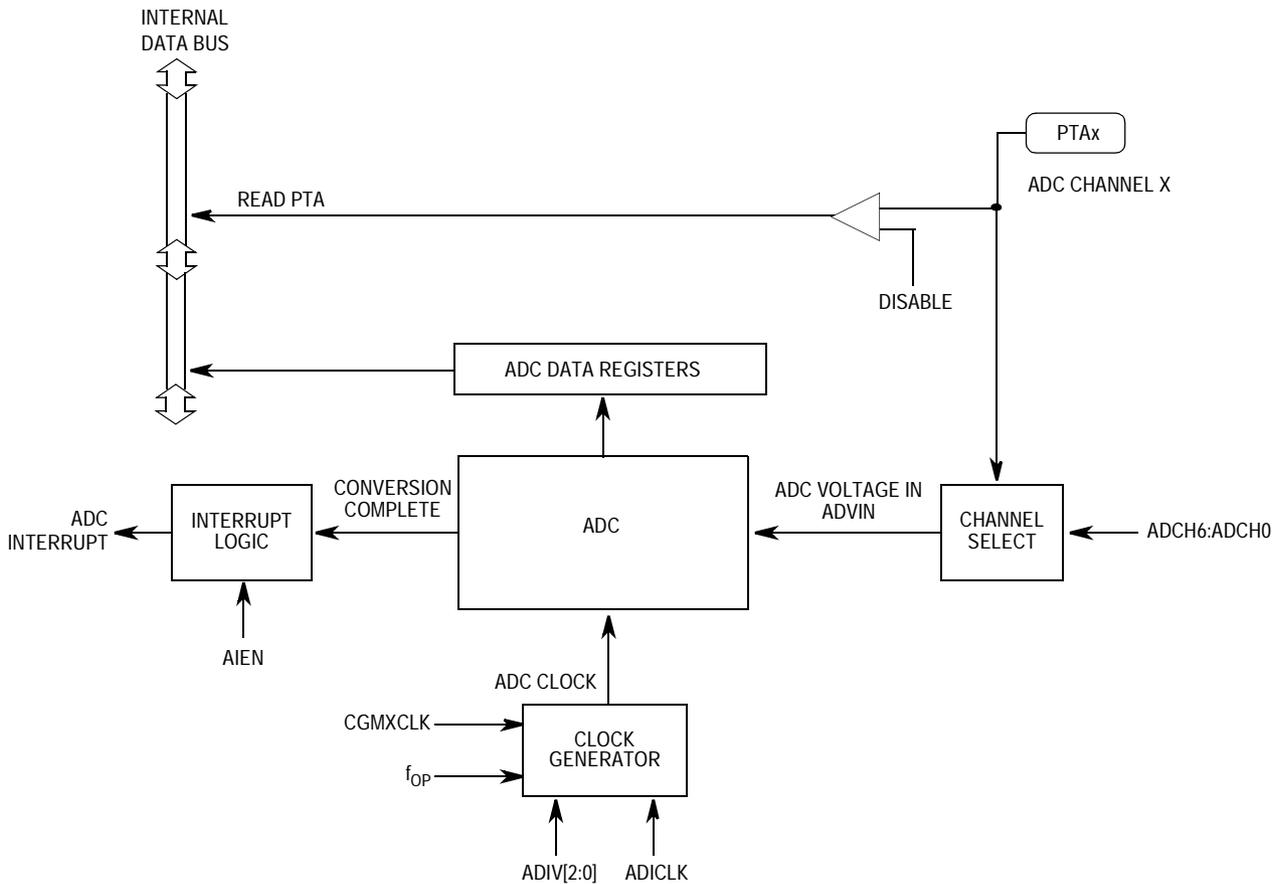 INTERNAL
DATA BUS
PTAx
ADC CHANNEL X
READ PTA
DISABLE
ADC DATA REGISTERS
CONVERSION
COMPLETE
ADC VOLTAGE IN
ADVIN
ADC
INTERRUPT
INTERRUPT
LOGIC
ADC
CHANNEL
SELECT
ADCH6:ADCH0
AIEN
ADC CLOCK
CGMXCLK
fOP
CLOCK
GENERATOR
ADIV[2:0]
ADICLK